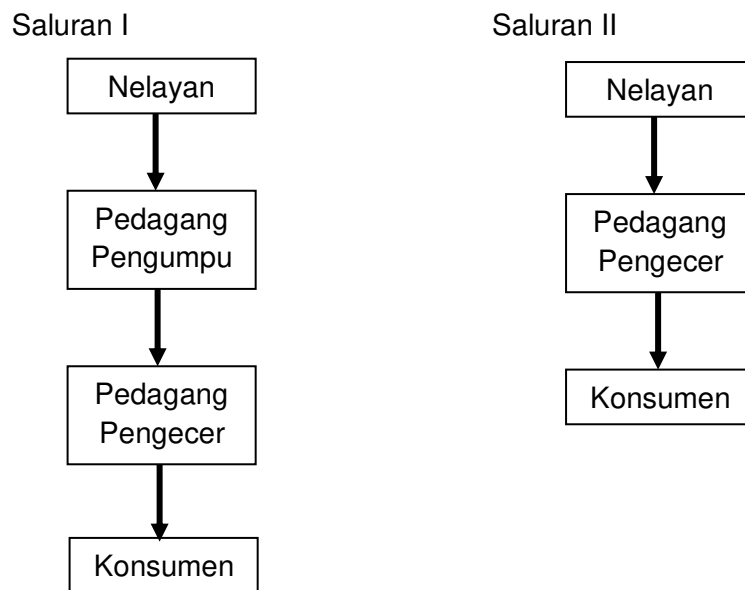 Saluran I
Nelayan
Pedagang
Pengumpu
Pedagang
Pengecer
Konsumen
Saluran II
Nelayan
Pedagang
Pengecer
Konsumen